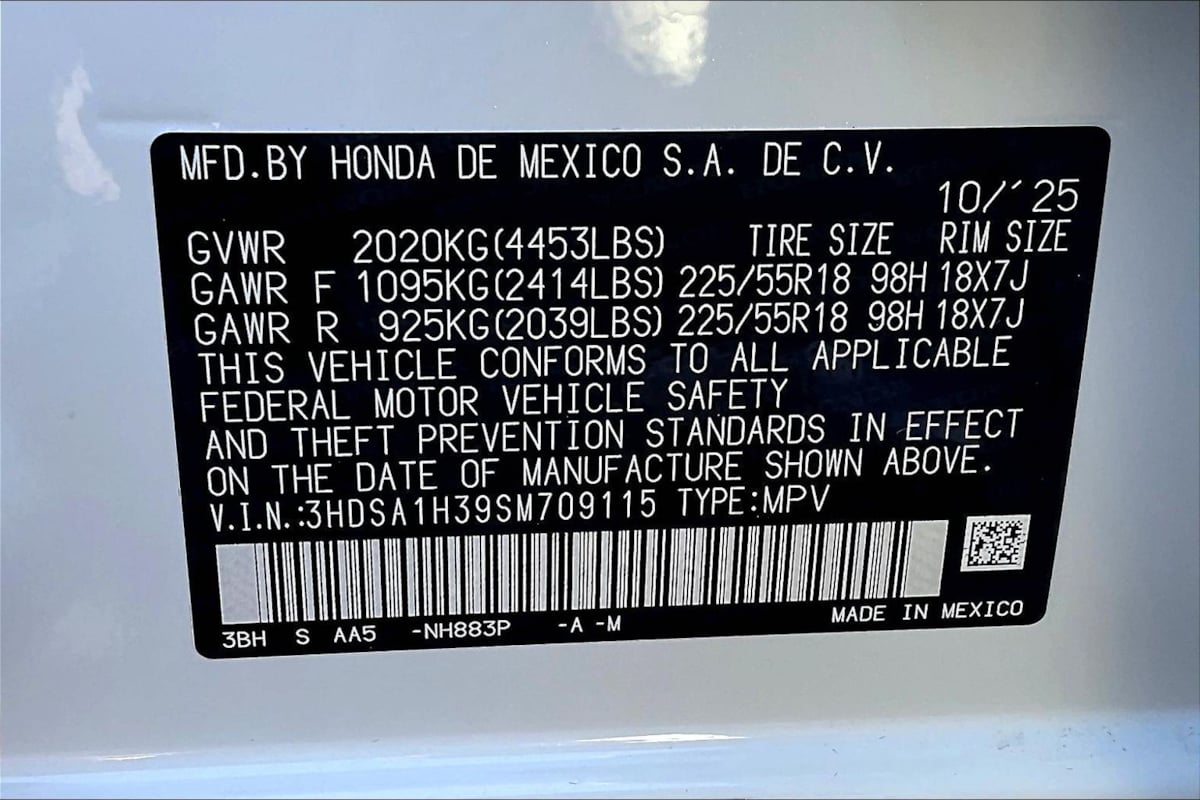 MFD.BY HONDA DE MEXICO S.A. DE C.V.
10/'25
GVWR 2020KG(4453LBS) TIRE SIZE RIM SIZE
GAWR F 1095KG(2414LBS) 225/55R18 98H 18X7J
GAWR R 925KG(2039LBS) 225/55R18 98H 18X7J
THIS VEHICLE CONFORMS TO ALL APPLICABLE
FEDERAL MOTOR VEHICLE SAFETY
AND THEFT PREVENTION STANDARDS IN EFFECT
ON THE DATE OF MANUFACTURE SHOWN ABOVE.
V.I.N.:3HDSA1H39SM709115 TYPE:MPV
3BH S AA5 -NH883P -A -M MADE IN MEXICO